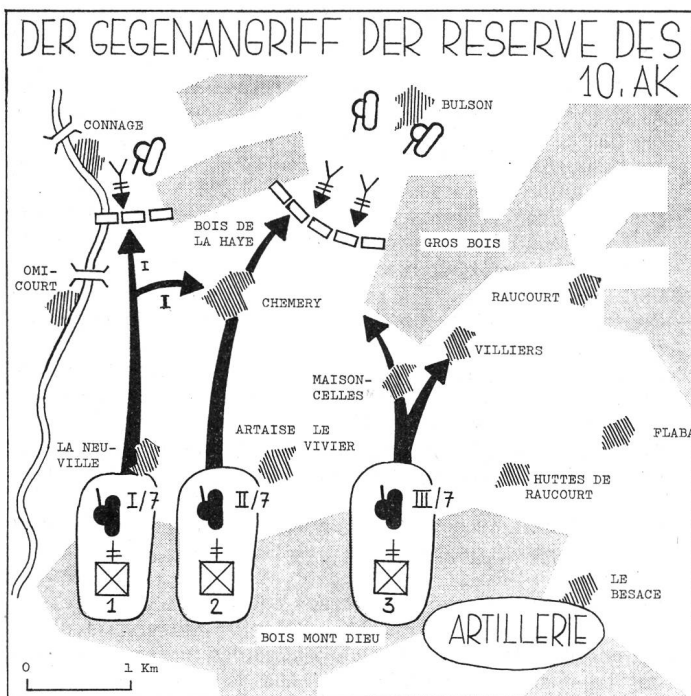 DER GEGENANGRIFF DER RESERVE DES
10. AK
CONNAGE
BULSON
BOIS DE
LA HAYE
GROS BOIS
OMI-
COURT
I
I
CHEMERY
RAUCOURT
VILLIERS
MAISON-
CELLES
LA NEU-
VILLE
ARTAISE LE
VIVIER
FLABA
HUTTES DE
RAUCOURT
I/7
II/7
III/7
1
2
3
LE
BESACE
BOIS MONT DIEU
ARTILLERIE
0 1 Km